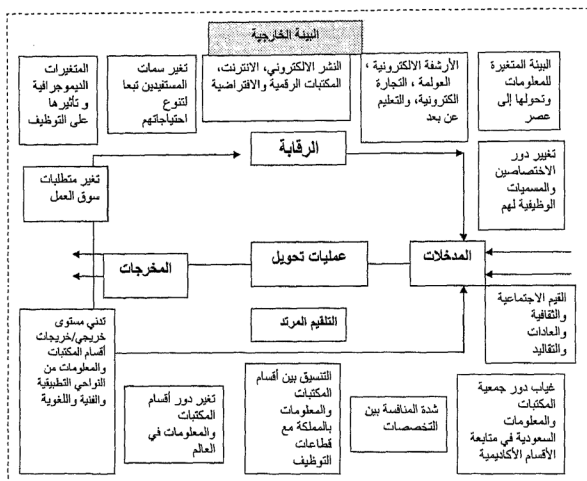 البيئة الخارجية
البيئة المتغيرة
للمعلومات
وتحولها إلى
عصر
الأرشفة الالكترونية ،
العولمة ، التجارة
الكترونية، والتعليم
عن بعد
النشر الالكتروني، الانترنت،
المكتبات الرقمية والافتراضية
تغير سمات
المستفيدين تبعا
لتنوع
احتياجاتهم
المتغيرات
الديموجرافية
و تأثيرها
على التوظيف
الرقابة
تغيير دور
الاختصاصين
والمسميات
الوظيفية لهم
تغير متطلبات
سوق العمل
المدخلات
عمليات تحويل
المخرجات
القيم الاجتماعية
والثقافية
والعادات
والتقاليد
التلقيم المرتد
تدني مستوى
خريجي/خريجات
أقسام المكتبات
والمعلومات من
النواحي التطبيقية
والفنية واللغوية
غياب دور جمعية
المكتبات
والمعلومات
السعودية في متابعة
الأقسام الأكاديمية
شدة المنافسة بين
التخصصات
التنسيق بين أقسام
المكتبات
والمعلومات
بالمملكة مع
قطاعات
التوظيف
تغير دور أقسام
المكتبات
والمعلومات في
العالم